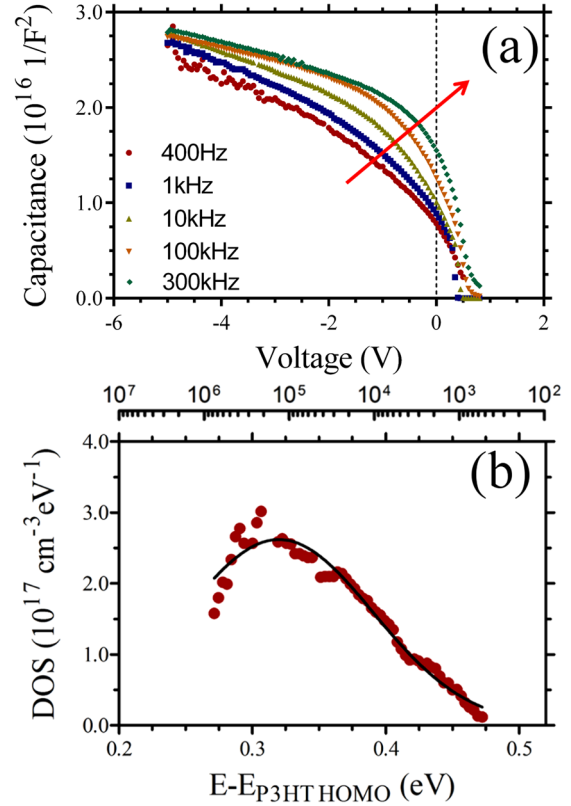 (a)
Capacitance (10^16 1/F^2)
3.0
2.0
1.0
0.0
400Hz
1kHz
10kHz
100kHz
300kHz
-6 -4 -2 0 2
Voltage (V)
10^7 10^6 10^5 10^4 10^3 10^2
(b)
DOS (10^17 cm^-3eV^-1)
4.0
3.0
2.0
1.0
0.0
0.2 0.3 0.4 0.5
E-E_P3HT HOMO (eV)